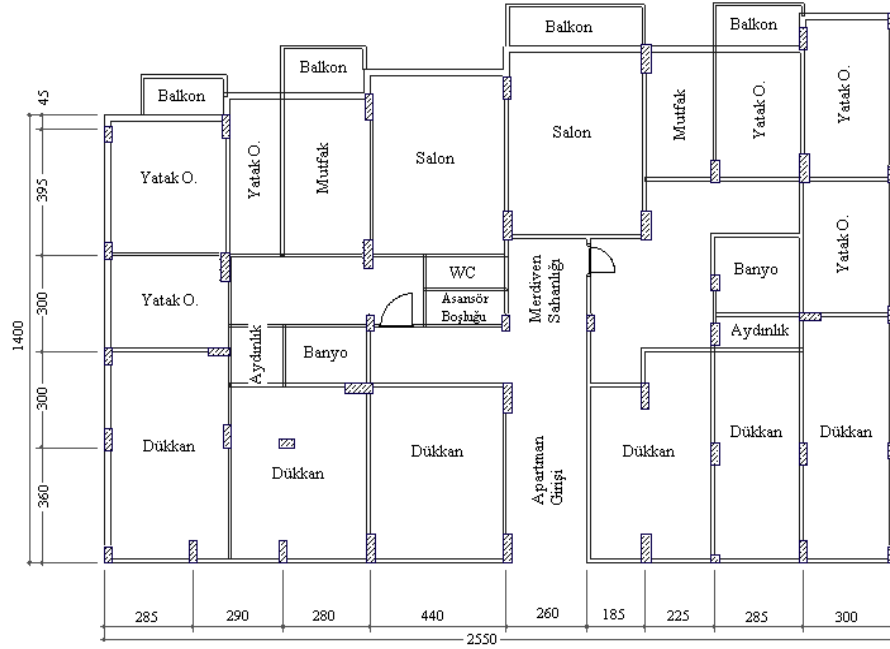 Balkon
Balkon
Balkon
Balkon
Yatak O.
Yatak O.
Mutfak
Salon
Salon
Mutfak
Yatak O.
Yatak O.
Yatak O.
WC
Asansör
Boşluğu
Merdiven
Sahanlığı
Banyo
Yatak O.
Aydınlık
Banyo
Aydınlık
Dükkan
Dükkan
Dükkan
Apartman
Girişi
Dükkan
Dükkan
Dükkan
45
395
300
300
360
1400
285
290
280
440
260
185
225
285
300
2550